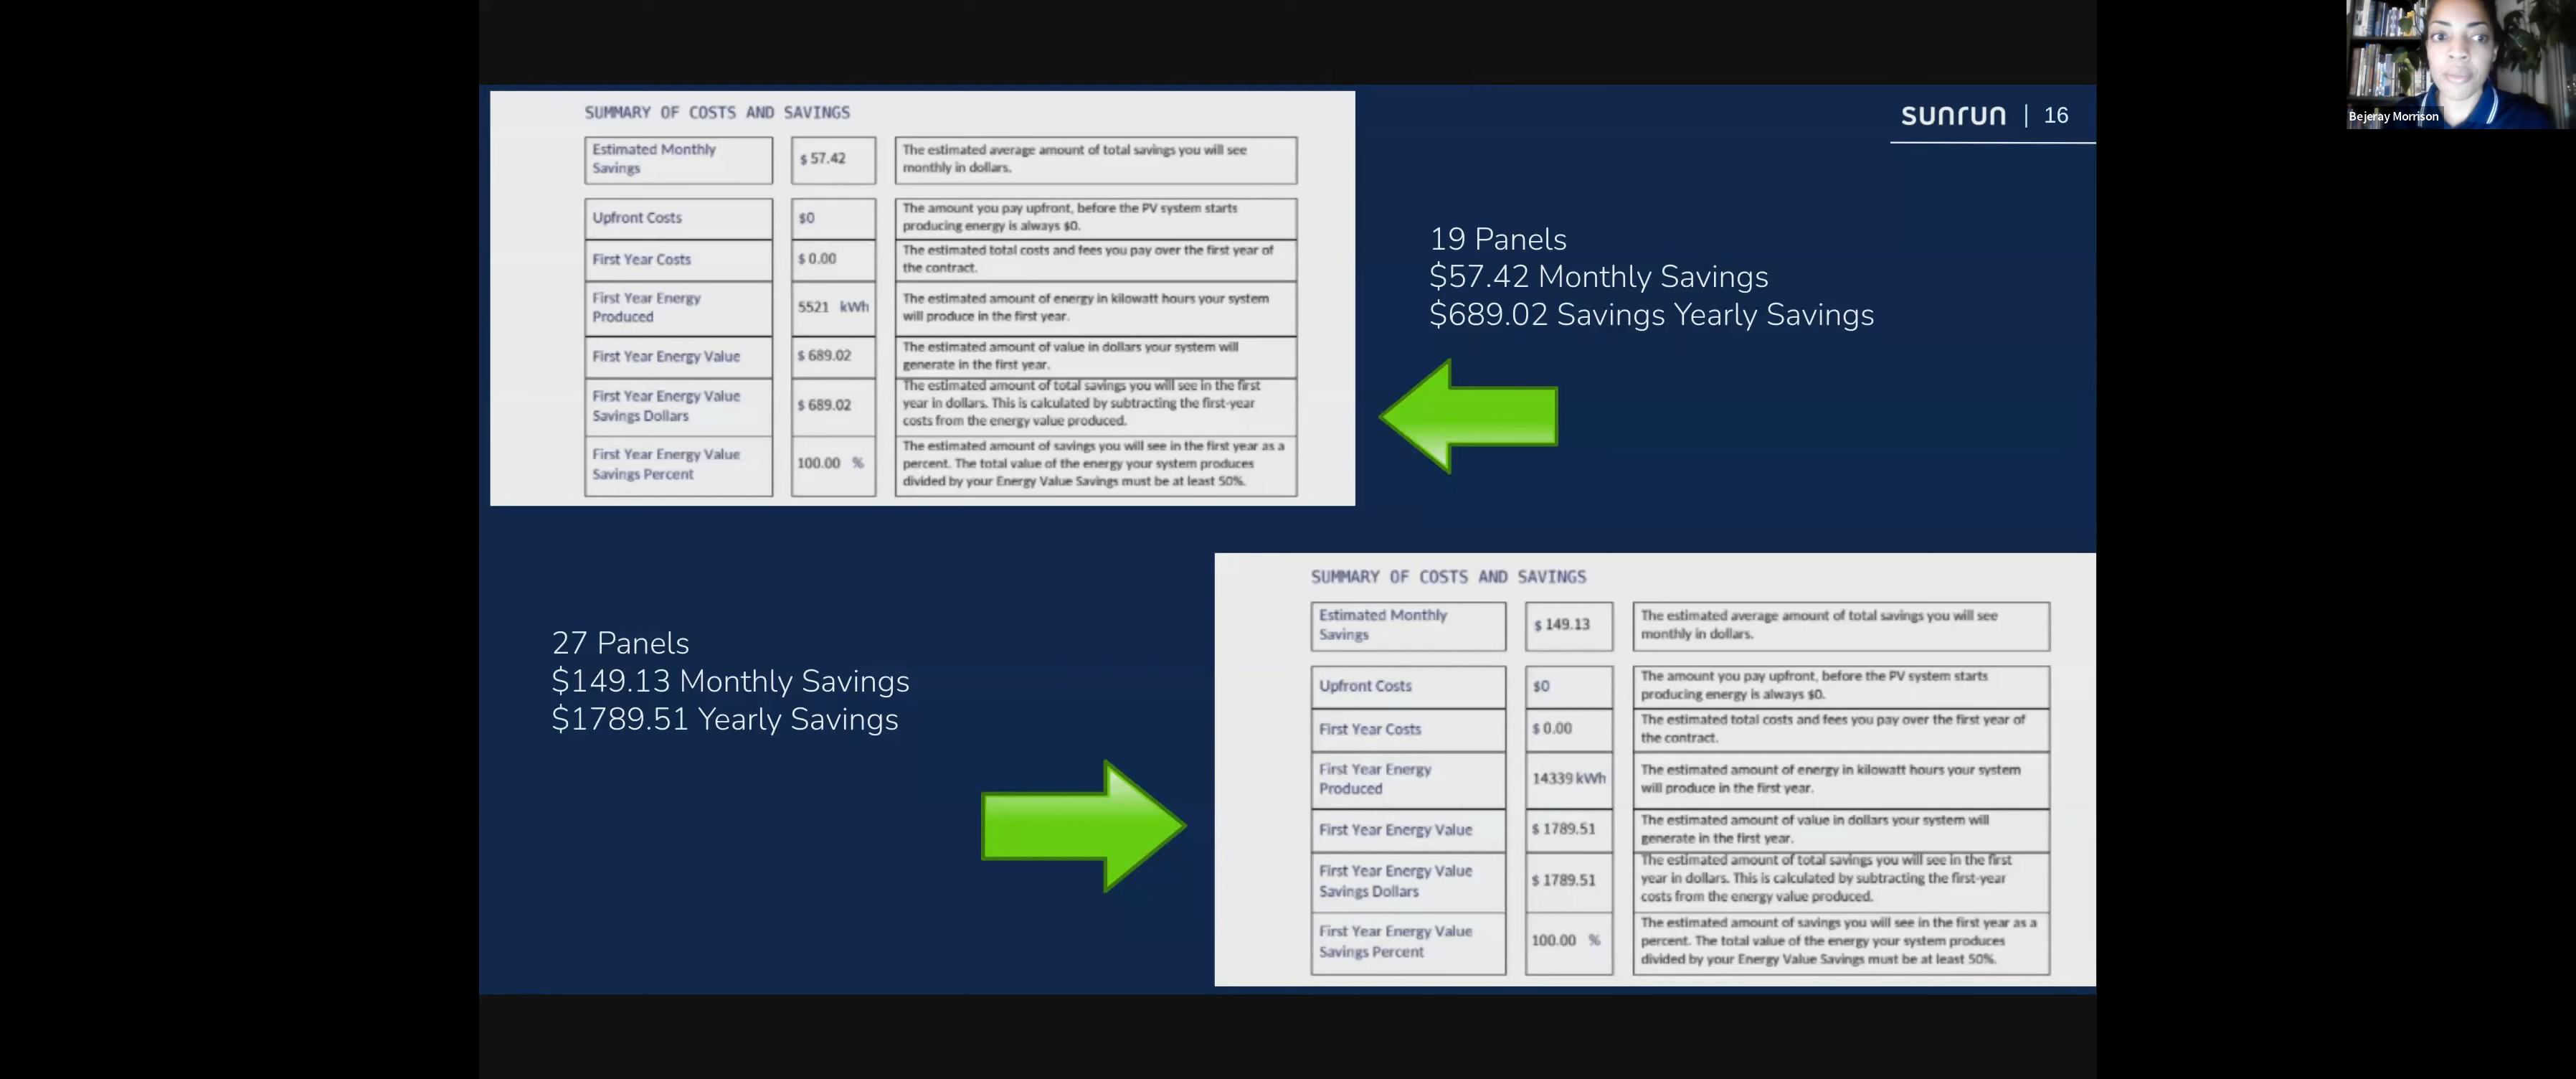 SUMMARY OF COSTS AND SAVINGS
Estimated Monthly
Savings
$ 57.42
The estimated average amount of total savings you will see
monthly in dollars.
Upfront Costs
$0
The amount you pay upfront, before the PV system starts
producing energy is always $0.
First Year Costs
$ 0.00
The estimated total costs and fees you pay over the first year of
the contract.
First Year Energy
Produced
5521 kWh
The estimated amount of energy in kilowatt hours your system
will produce in the first year.
First Year Energy Value
$ 689.02
The estimated amount of value in dollars your system will
generate in the first year.
First Year Energy Value
Savings Dollars
$ 689.02
The estimated amount of total savings you will see in the first
year in dollars. This is calculated by subtracting the first-year
costs from the energy value produced.
First Year Energy Value
Savings Percent
100.00 %
The estimated amount of savings you will see in the first year as a
percent. The total value of the energy your system produces
divided by your Energy Value Savings must be at least 50%.
sunrun | 16
19 Panels
$57.42 Monthly Savings
$689.02 Savings Yearly Savings
27 Panels
$149.13 Monthly Savings
$1789.51 Yearly Savings
SUMMARY OF COSTS AND SAVINGS
Estimated Monthly
Savings
$ 149.13
The estimated average amount of total savings you will see
monthly in dollars.
Upfront Costs
$0
The amount you pay upfront, before the PV system starts
producing energy is always $0.
First Year Costs
$ 0.00
The estimated total costs and fees you pay over the first year of
the contract.
First Year Energy
Produced
14339 kWh
The estimated amount of energy in kilowatt hours your system
will produce in the first year.
First Year Energy Value
$ 1789.51
The estimated amount of value in dollars your system will
generate in the first year.
First Year Energy Value
Savings Dollars
$ 1789.51
The estimated amount of total savings you will see in the first
year in dollars. This is calculated by subtracting the first-year
costs from the energy value produced.
First Year Energy Value
Savings Percent
100.00 %
The estimated amount of savings you will see in the first year as a
percent. The total value of the energy your system produces
divided by your Energy Value Savings must be at least 50%.
Bejeray Morrison